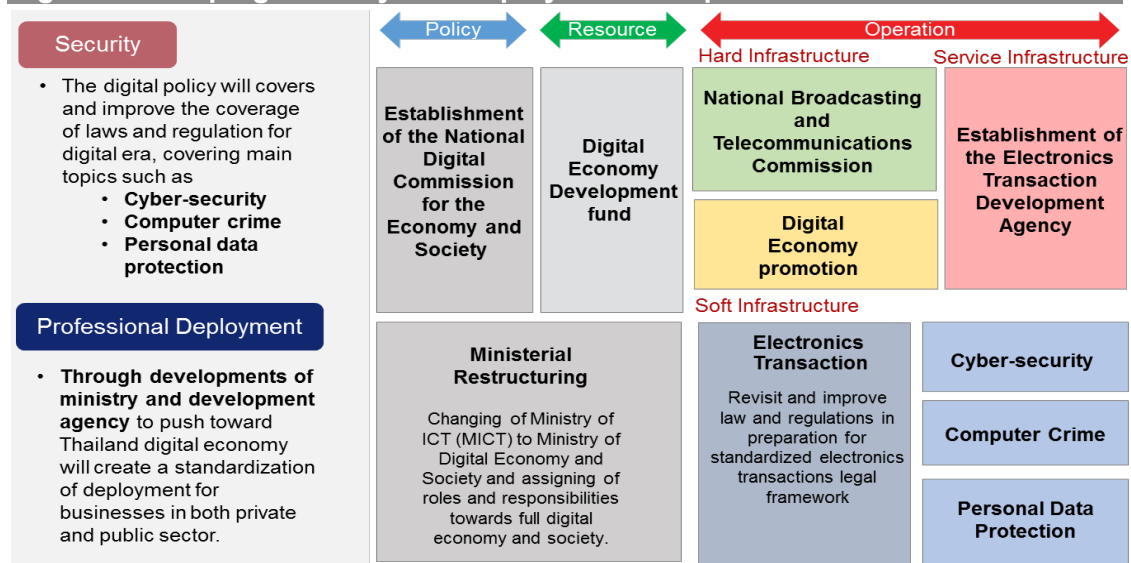 Security
• The digital policy will covers
and improve the coverage
of laws and regulation for
digital era, covering main
topics such as
• Cyber-security
• Computer crime
• Personal data
protection
Professional Deployment
• Through developments of
ministry and development
agency to push toward
Thailand digital economy
will create a standardization
of deployment for
businesses in both private
and public sector.
Policy
Resource
Operation
Hard Infrastructure
Service Infrastructure
Establishment
of the National
Digital
Commission
for the
Economy and
Society
Digital
Economy
Development
fund
National Broadcasting
and
Telecommunications
Commission
Digital
Economy
promotion
Establishment of
the Electronics
Transaction
Development
Agency
Soft Infrastructure
Ministerial
Restructuring
Changing of Ministry of
ICT (MICT) to Ministry of
Digital Economy and
Society and assigning of
roles and responsibilities
towards full digital
economy and society.
Electronics
Transaction
Revisit and improve
law and regulations in
preparation for
standardized electronics
transactions legal
framework
Cyber-security
Computer Crime
Personal Data
Protection